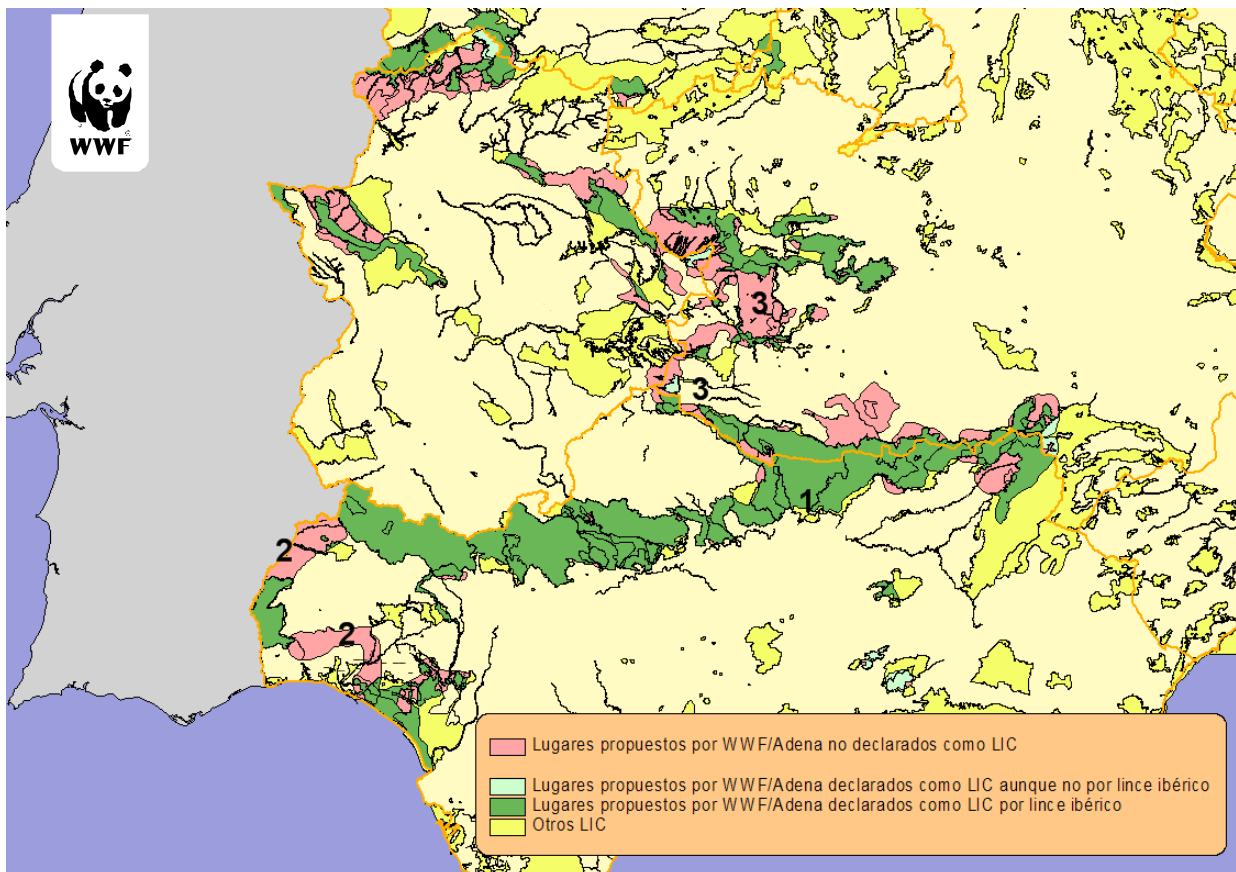 WWF
3
3
1
2
2
Lugares propuestos por WWF/Adena no declarados como LIC
Lugares propuestos por WWF/Adena declarados como LIC aunque no por lince ibérico
Lugares propuestos por WWF/Adena declarados como LIC por lince ibérico
Otros LIC